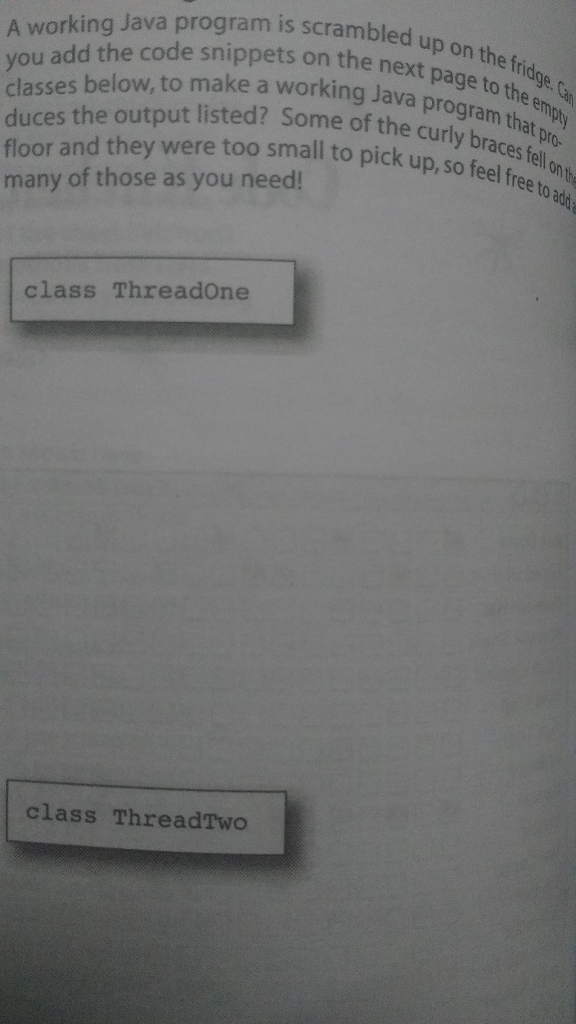 A working Java program is scrambled up on the fridge. Can
you add the code snippets on the next page to the empty
classes below, to make a working Java program that pro-
duces the output listed? Some of the curly braces fell on the
floor and they were too small to pick up, so feel free to add
many of those as you need!
class ThreadOne
class ThreadTwo